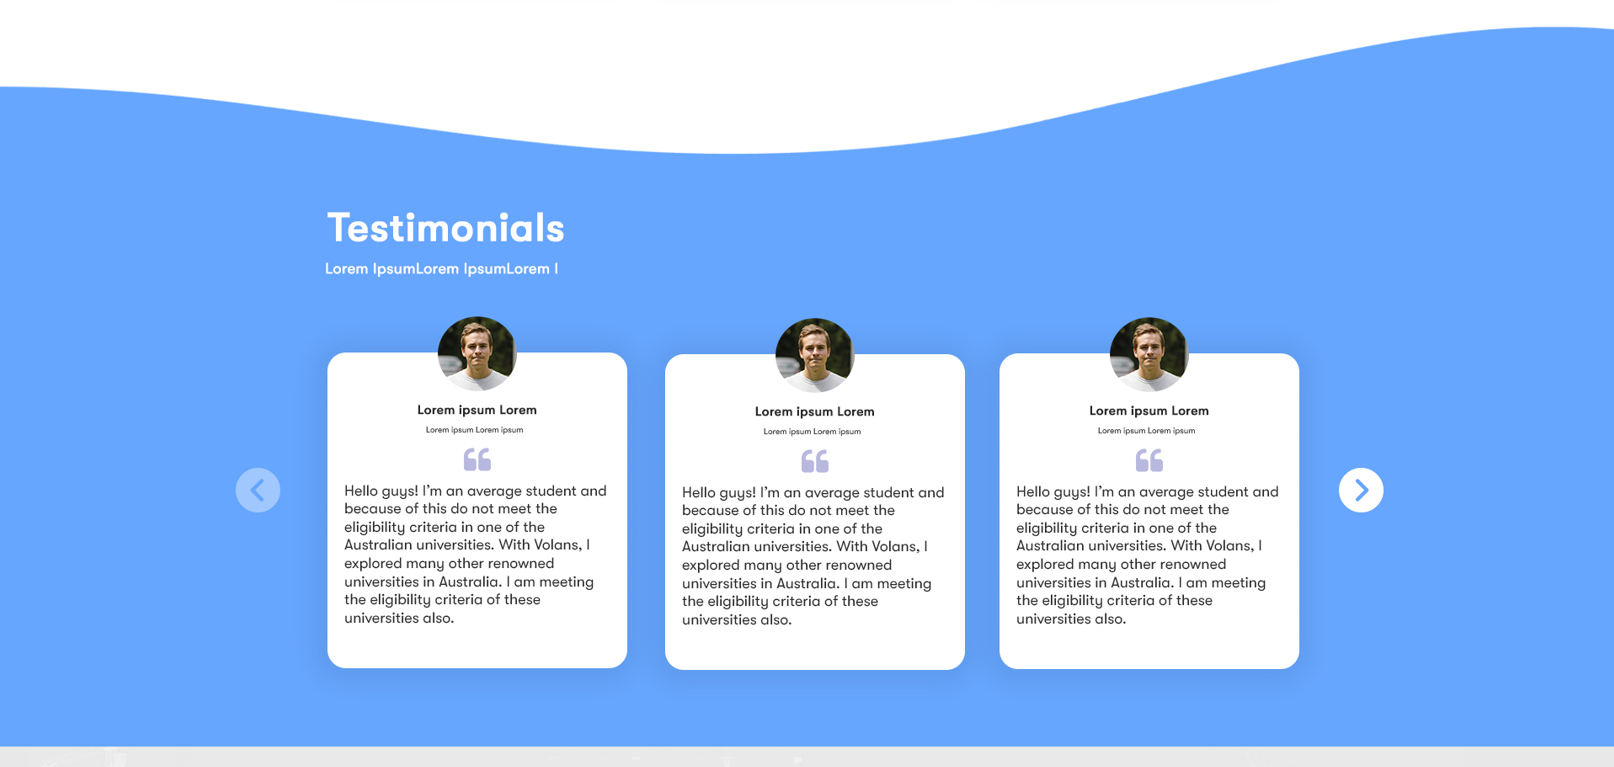 Testimonials
Lorem IpsumLorem IpsumLorem I
Lorem ipsum Lorem
Lorem ipsum Lorem ipsum
Hello guys! I'm an average student and
because of this do not meet the
eligibility criteria in one of the
Australian universities. With Volans, I
explored many other renowned
universities in Australia. I am meeting
the eligibility criteria of these
universities also.
Lorem ipsum Lorem
Lorem ipsum Lorem ipsum
Hello guys! I'm an average student and
because of this do not meet the
eligibility criteria in one of the
Australian universities. With Volans, I
explored many other renowned
universities in Australia. I am meeting
the eligibility criteria of these
universities also.
Lorem ipsum Lorem
Lorem ipsum Lorem ipsum
Hello guys! I'm an average student and
because of this do not meet the
eligibility criteria in one of the
Australian universities. With Volans, I
explored many other renowned
universities in Australia. I am meeting
the eligibility criteria of these
universities also.